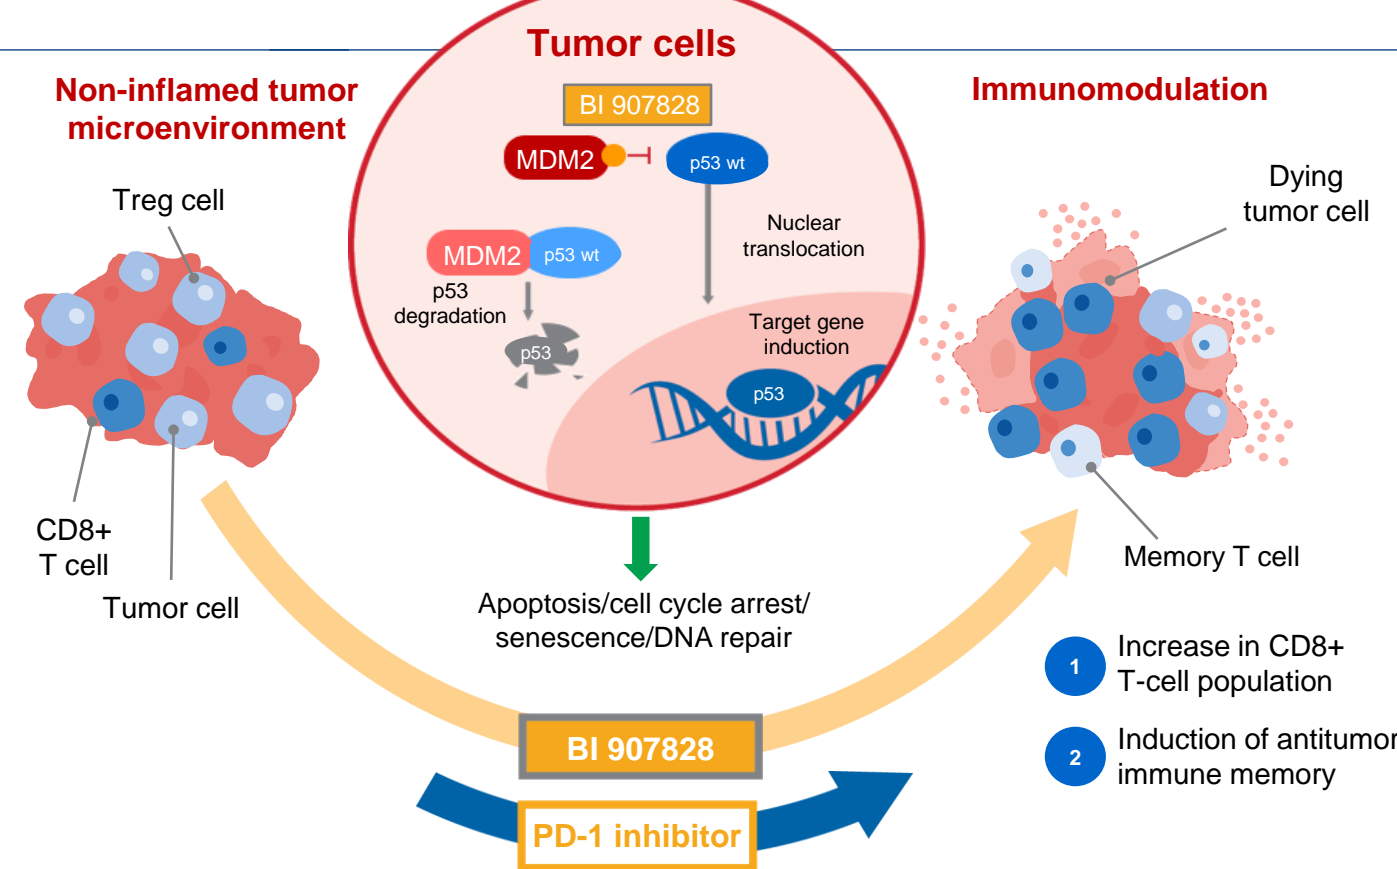 Tumor cells
Non-inflamed tumor
microenvironment
Immunomodulation
BI 907828
MDM2
p53 wt
Treg cell
Dying
tumor cell
Nuclear
translocation
MDM2
p53 wt
p53
degradation
p53
Target gene
induction
p53
CD8+
T cell
Tumor cell
Memory T cell
Apoptosis/cell cycle arrest/
senescence/DNA repair
1
Increase in CD8+
T-cell population
2
Induction of antitumor
immune memory
BI 907828
PD-1 inhibitor